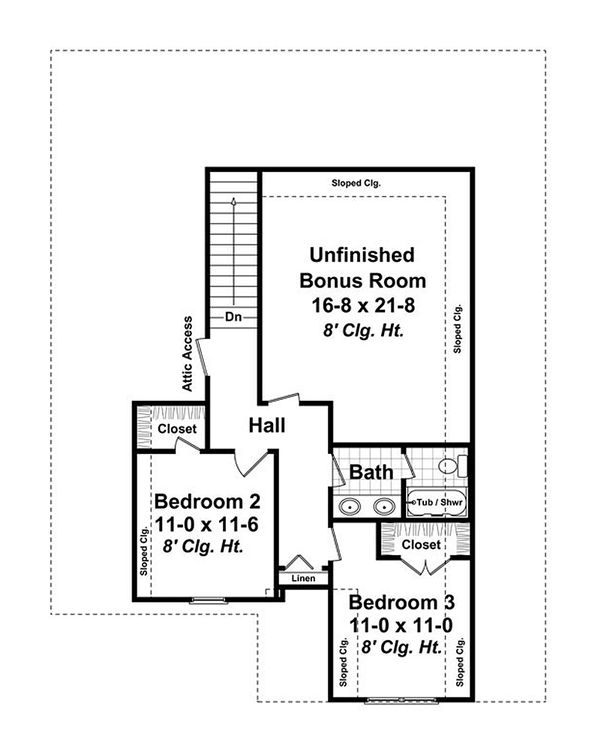 Sloped Clg.
Unfinished
Bonus Room
16-8 x 21-8
8' Clg. Ht.
Sloped Clg.
Dn
Attic Access
Closet
Hall
Bath
Tub / Shwr
Bedroom 2
11-0 x 11-6
8' Clg. Ht.
Sloped Clg.
Closet
Linen
Bedroom 3
11-0 x 11-0
8' Clg. Ht.
Sloped Clg.
Sloped Clg.